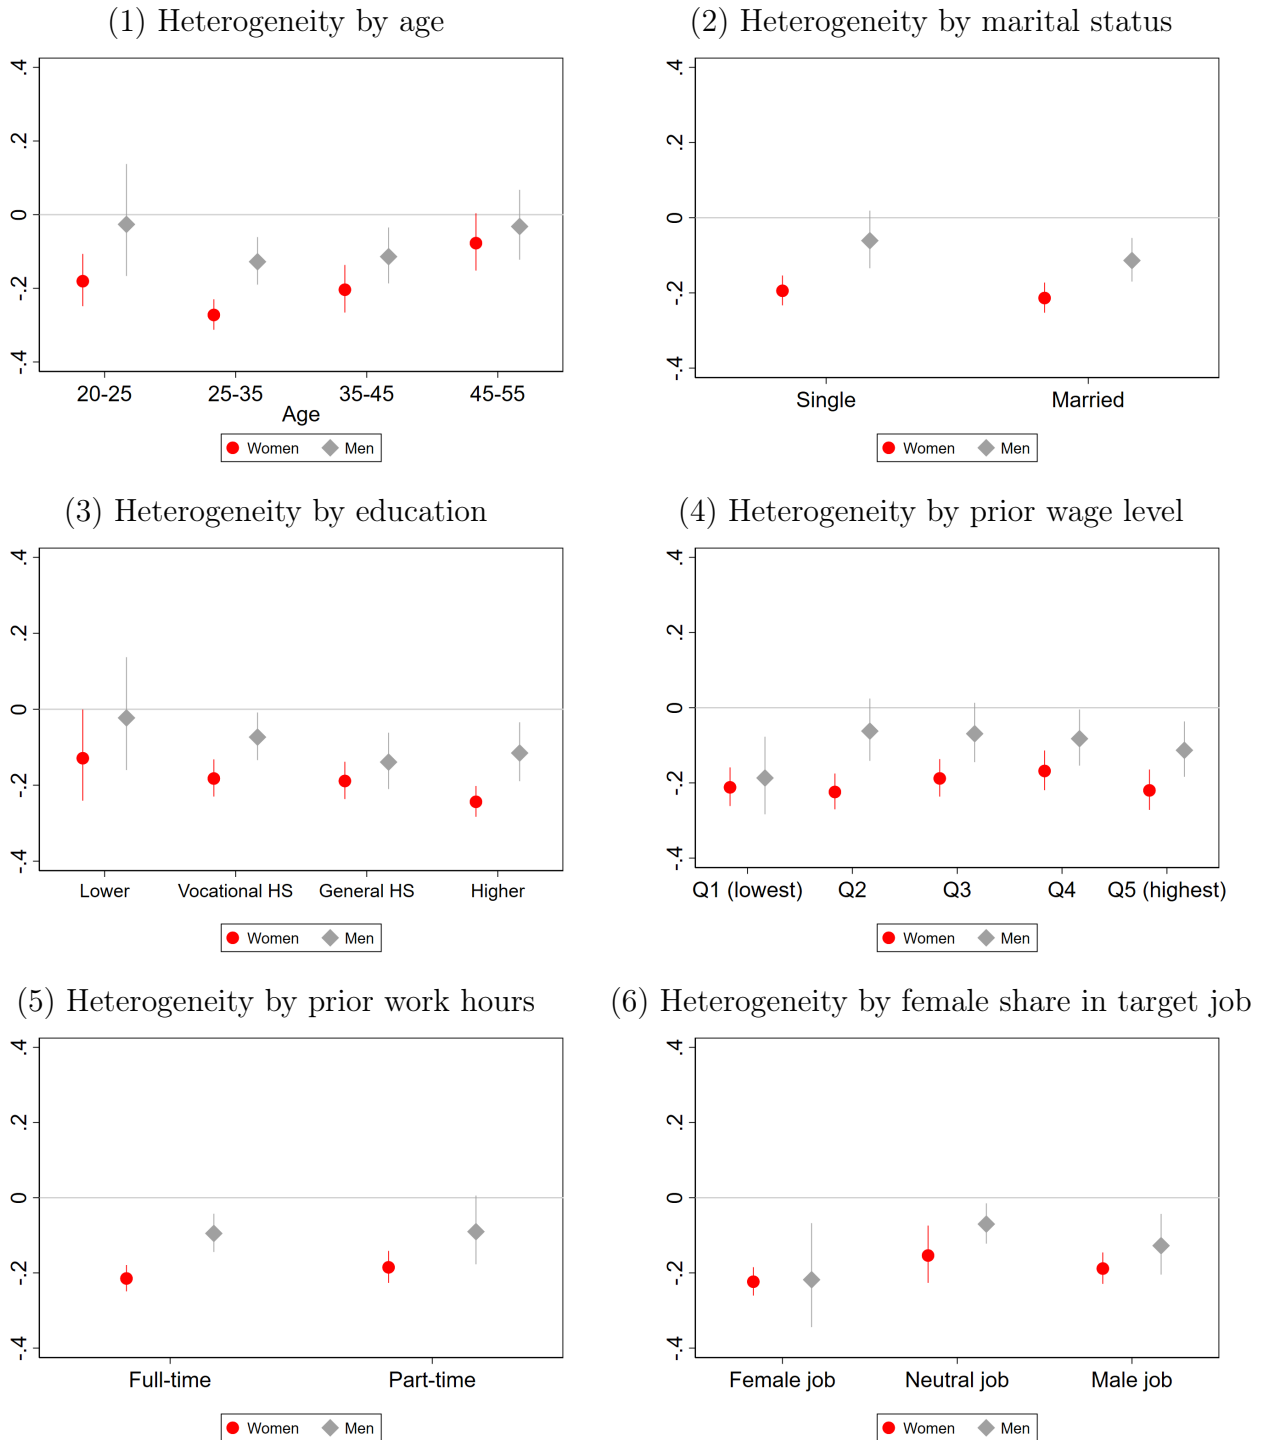 (1) Heterogeneity by age
.4
.2
0
-.2
-.4
20-25 25-35 35-45 45-55
Age
Women Men
(2) Heterogeneity by marital status
.4
.2
0
-.2
-.4
Single Married
Women Men
(3) Heterogeneity by education
.4
.2
0
-.2
-.4
Lower Vocational HS General HS Higher
Women Men
(4) Heterogeneity by prior wage level
.4
.2
0
-.2
-.4
Q1 (lowest) Q2 Q3 Q4 Q5 (highest)
Women Men
(5) Heterogeneity by prior work hours
.4
.2
0
-.2
-.4
Full-time Part-time
Women Men
(6) Heterogeneity by female share in target job
.4
.2
0
-.2
-.4
Female job Neutral job Male job
Women Men